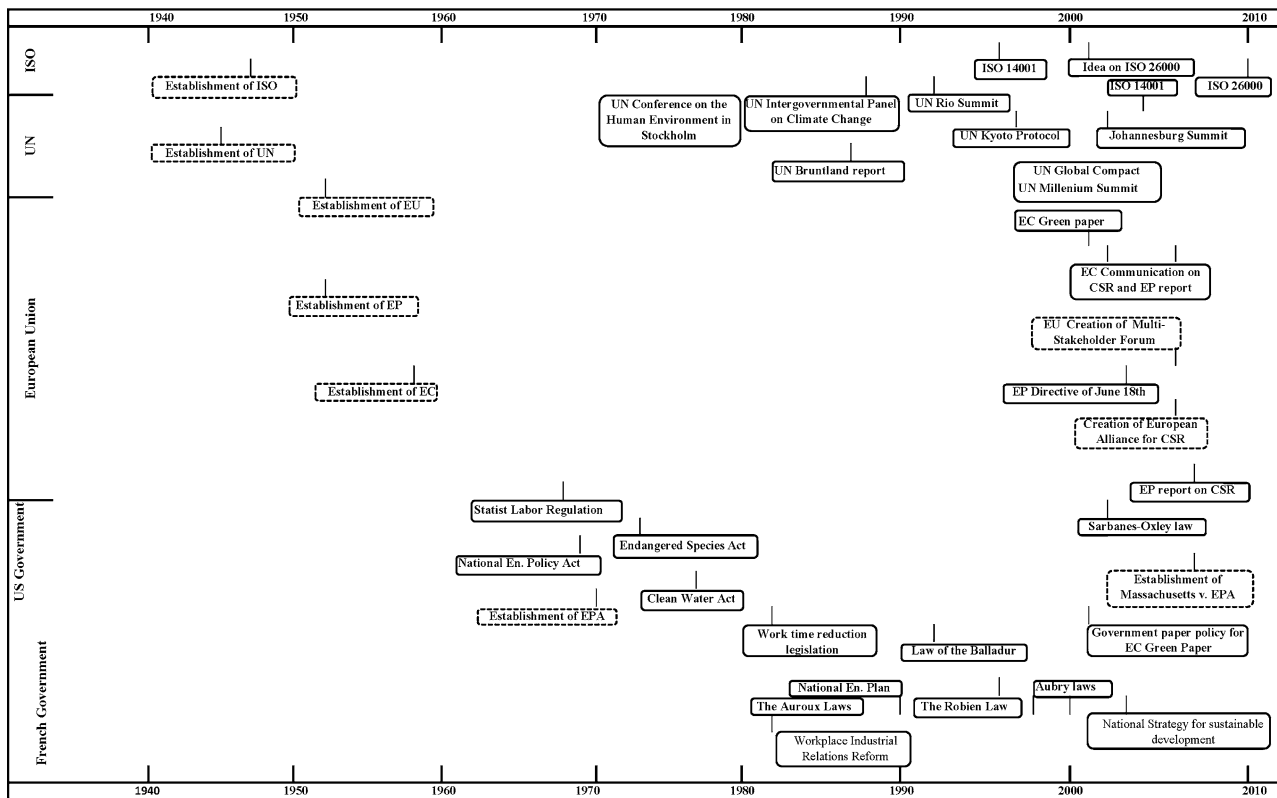 1940 1950 1960 1970 1980 1990 2000 2010
ISO
Establishment of ISO
ISO 14001
Idea on ISO 26000
ISO 14001
ISO 26000
UN
Establishment of UN
UN Conference on the
Human Environment in
Stockholm
UN Intergovernmental Panel
on Climate Change
UN Rio Summit
UN Kyoto Protocol
Johannesburg Summit
UN Bruntland report
UN Global Compact
UN Millenium Summit
European Union
Establishment of EU
EC Green paper
EC Communication on
CSR and EP report
Establishment of EP
EU Creation of Multi-
Stakeholder Forum
Establishment of EC
EP Directive of June 18th
Creation of European
Alliance for CSR
EP report on CSR
US Government
Statist Labor Regulation
Sarbanes-Oxley law
Endangered Species Act
National En. Policy Act
Establishment of
Massachusetts v. EPA
Clean Water Act
Establishment of EPA
French Government
Work time reduction
legislation
Law of the Balladur
Government paper policy for
EC Green Paper
National En. Plan
Aubry laws
The Auroux Laws
The Robien Law
National Strategy for sustainable
development
Workplace Industrial
Relations Reform
1940 1950 1960 1970 1980 1990 2000 2010